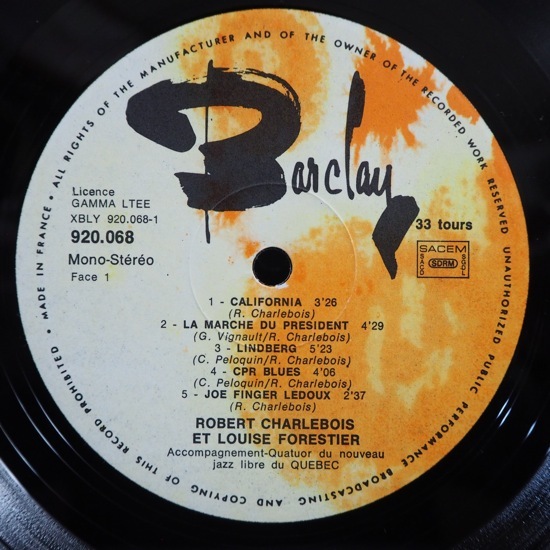 ALL RIGHTS OF THE MANUFACTURER AND OF THE OWNER OF THE RECORDED WORK RESERVED UNAUTHORIZED PUBLIC PERFORMANCE BROADCASTING AND COPYING OF THIS RECORD PROHIBITED • MADE IN FRANCE •
Barclay
Licence
GAMMA LTEE
XBLY 920.068-1
920.068
Mono-Stéréo
Face 1
33 tours
SACEM
SACD SDRM SGDL
1 - CALIFORNIA 3'26
(R. Charlebois)
2 - LA MARCHE DU PRESIDENT 4'29
(G. Vignault/R. Charlebois)
3 - LINDBERG 5'23
(C. Peloquin/R. Charlebois)
4 - CPR BLUES 4'06
(C. Peloquin/R. Charlebois)
5 - JOE FINGER LEDOUX 2'37
(R. Charlebois)
ROBERT CHARLEBOIS
ET LOUISE FORESTIER
Accompagnement-Quatuor du nouveau
jazz libre du QUEBEC